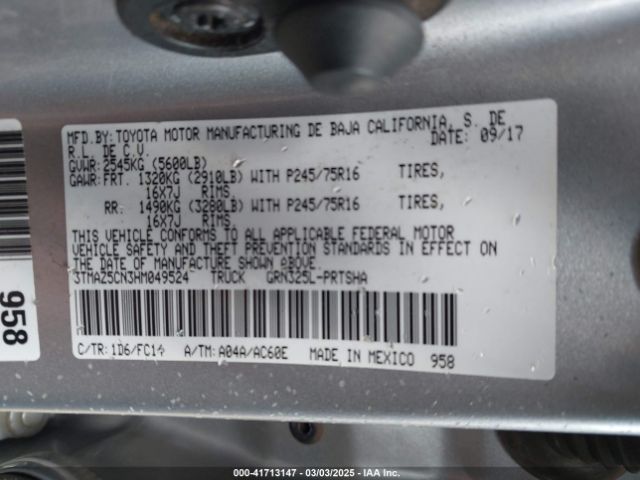 MFD.BY: TOYOTA MOTOR MANUFACTURING DE BAJA CALIFORNIA, S. DE
R.L. DE C.V. DATE: 09/17
GVWR: 2545KG (5600LB)
GAWR: FRT. 1320KG (2910LB) WITH P245/75R16 TIRES,
16X7J RIMS
RR. 1490KG (3280LB) WITH P245/75R16 TIRES,
16X7J RIMS
THIS VEHICLE CONFORMS TO ALL APPLICABLE FEDERAL MOTOR
VEHICLE SAFETY AND THEFT PREVENTION STANDARDS IN EFFECT ON
THE DATE OF MANUFACTURE SHOWN ABOVE.
3TMAZ5CN3HM049524 TRUCK GRN325L-PRTSHA
C/TR: 1D6/FC14 A/TM: A04A/AC60E MADE IN MEXICO 958
958
000-41713147 - 03/03/2025 - IAA Inc.